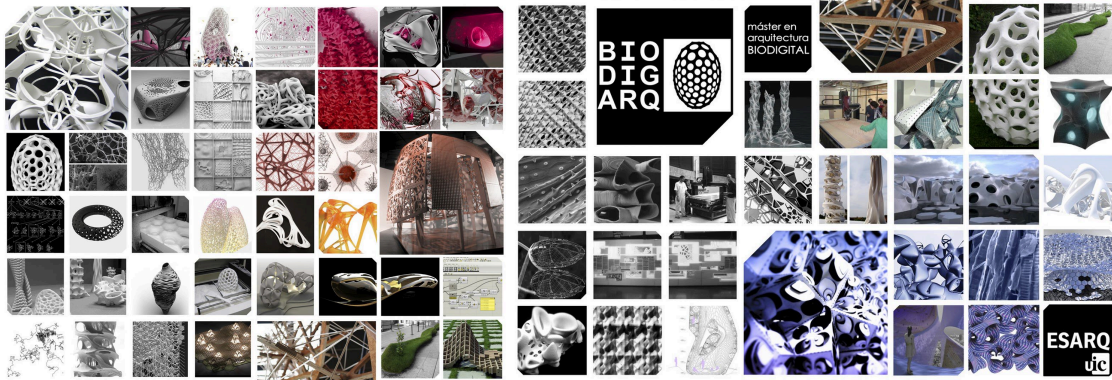 BIO
DIG
ARQ
máster en
arquitectura
BIODIGITAL
ESARQ
uic